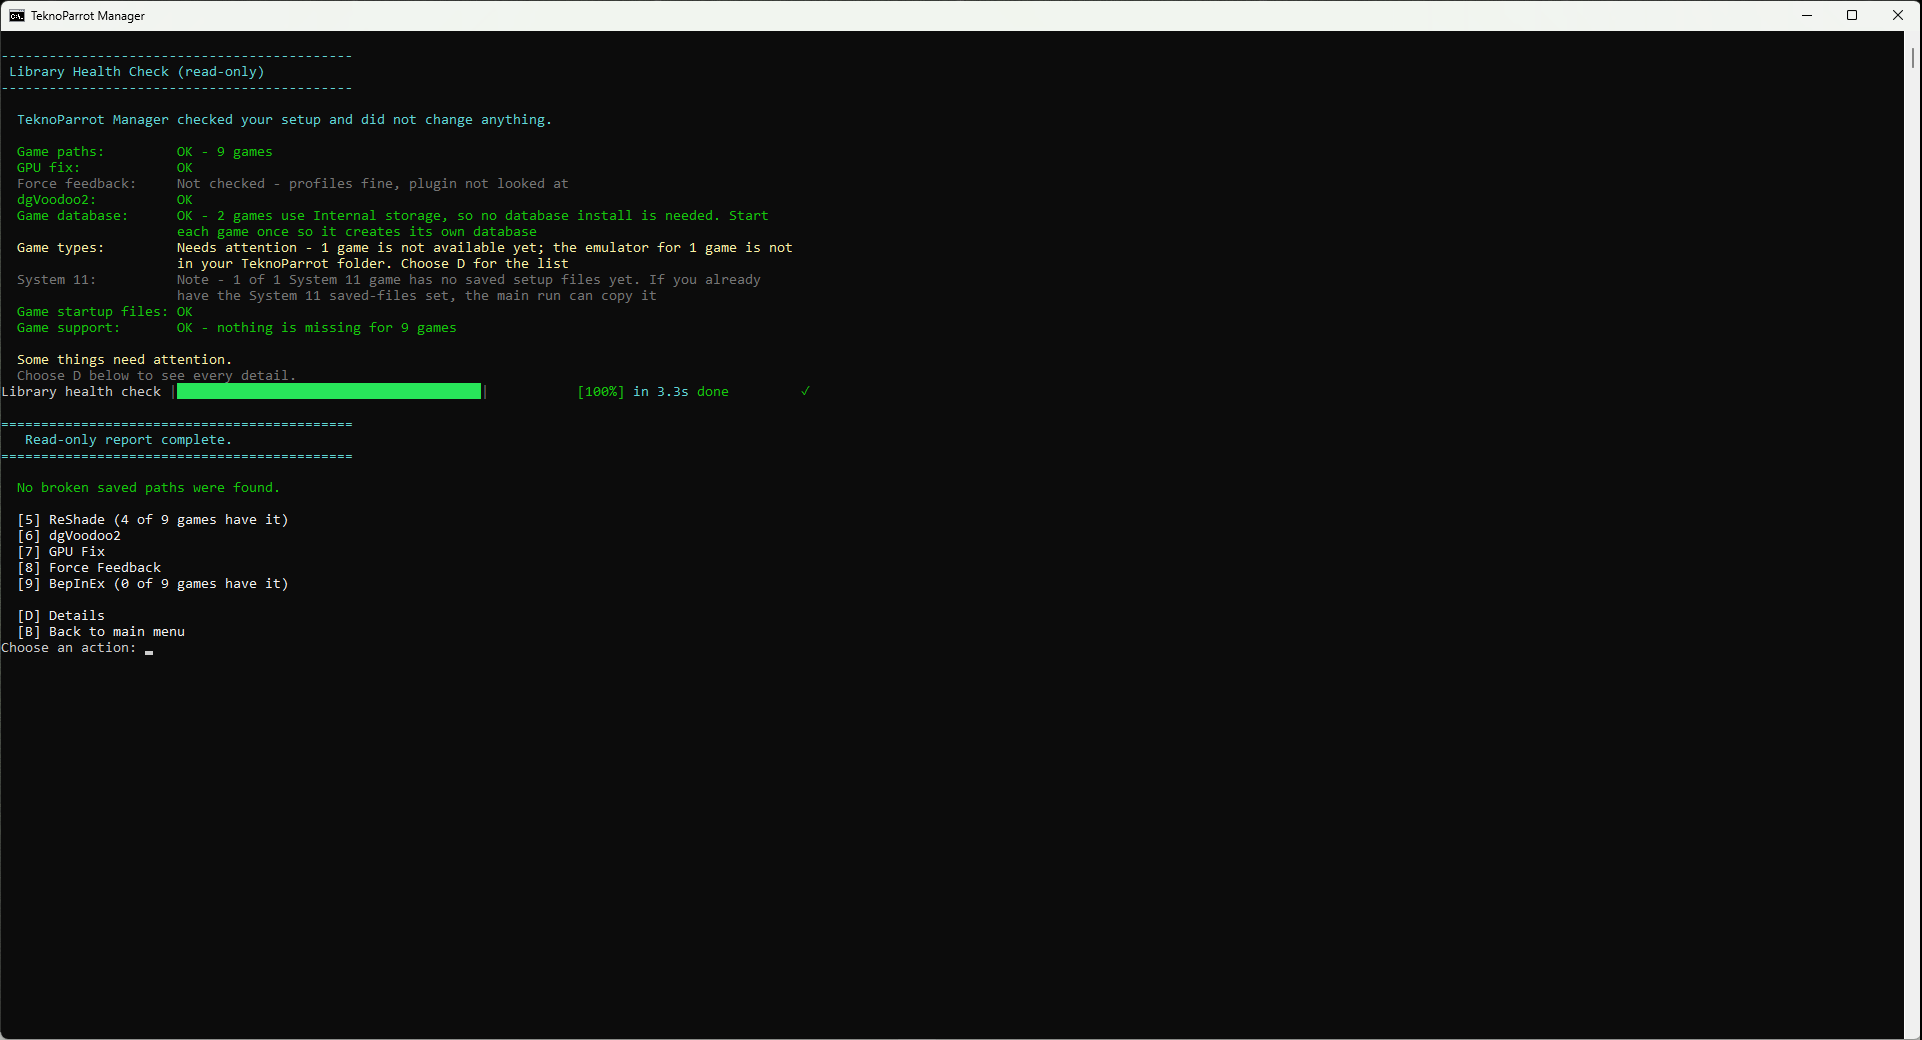 TeknoParrot Manager
--------------------------------------------
Library Health Check (read-only)
--------------------------------------------
TeknoParrot Manager checked your setup and did not change anything.
Game paths: OK - 9 games
GPU fix: OK
Force feedback: Not checked - profiles fine, plugin not looked at
dgVoodoo2: OK
Game database: OK - 2 games use Internal storage, so no database install is needed. Start
each game once so it creates its own database
Game types: Needs attention - 1 game is not available yet; the emulator for 1 game is not
in your TeknoParrot folder. Choose D for the list
System 11: Note - 1 of 1 System 11 game has no saved setup files yet. If you already
have the System 11 saved-files set, the main run can copy it
Game startup files: OK
Game support: OK - nothing is missing for 9 games
Some things need attention.
Choose D below to see every detail.
Library health check | | [100%] in 3.3s done ✓
============================================
Read-only report complete.
============================================
No broken saved paths were found.
[5] ReShade (4 of 9 games have it)
[6] dgVoodoo2
[7] GPU Fix
[8] Force Feedback
[9] BepInEx (0 of 9 games have it)
[D] Details
[B] Back to main menu
Choose an action: _